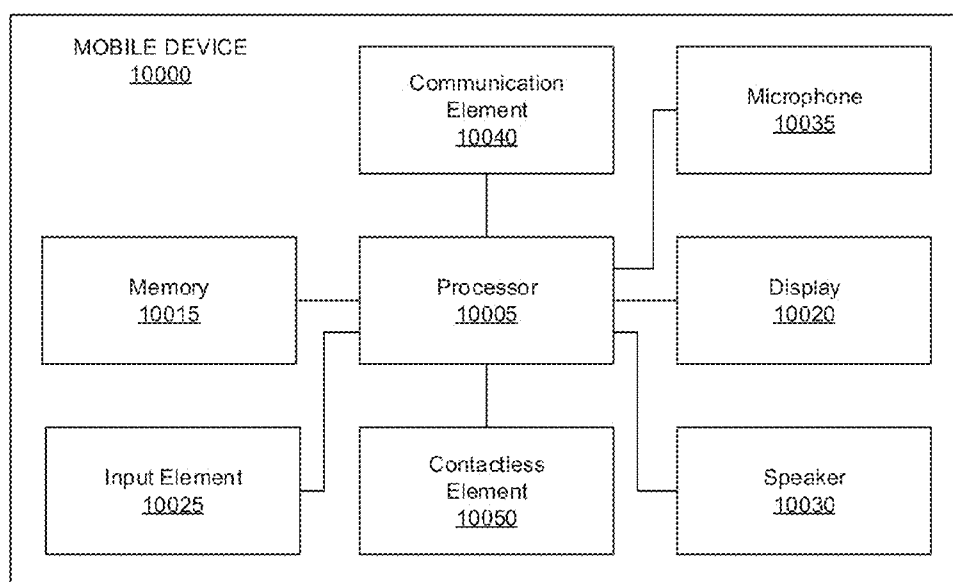 MOBILE DEVICE
10000
Communication
Element
10040
Microphone
10035
Memory
10015
Processor
10005
Display
10020
Input Element
10025
Contactless
Element
10050
Speaker
10030